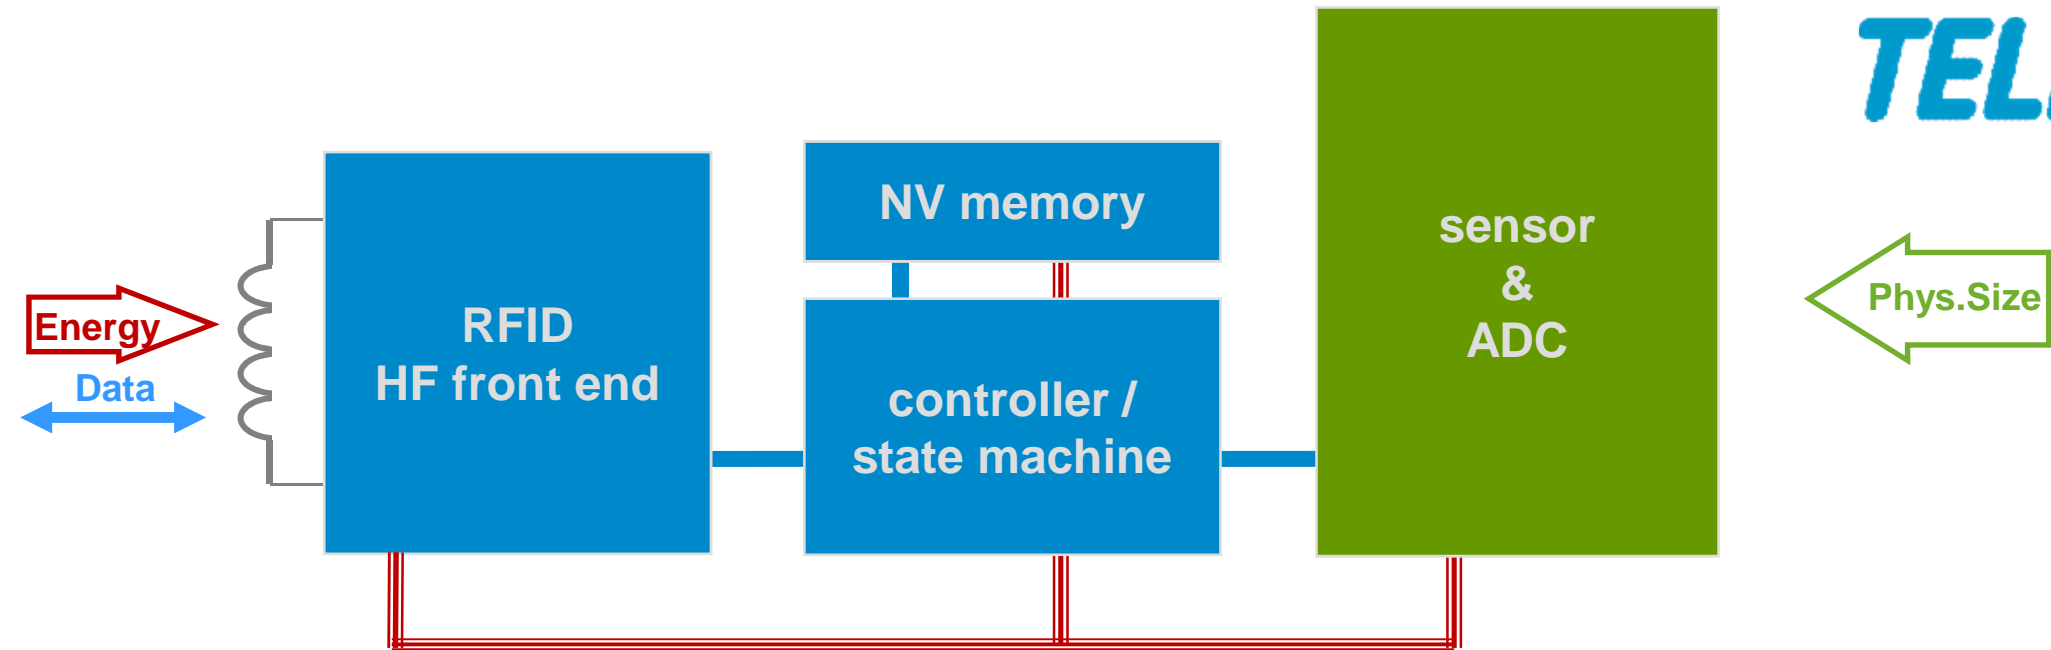 Energy
Data
RFID
HF front end
NV memory
controller /
state machine
sensor
&
ADC
Phys.Size